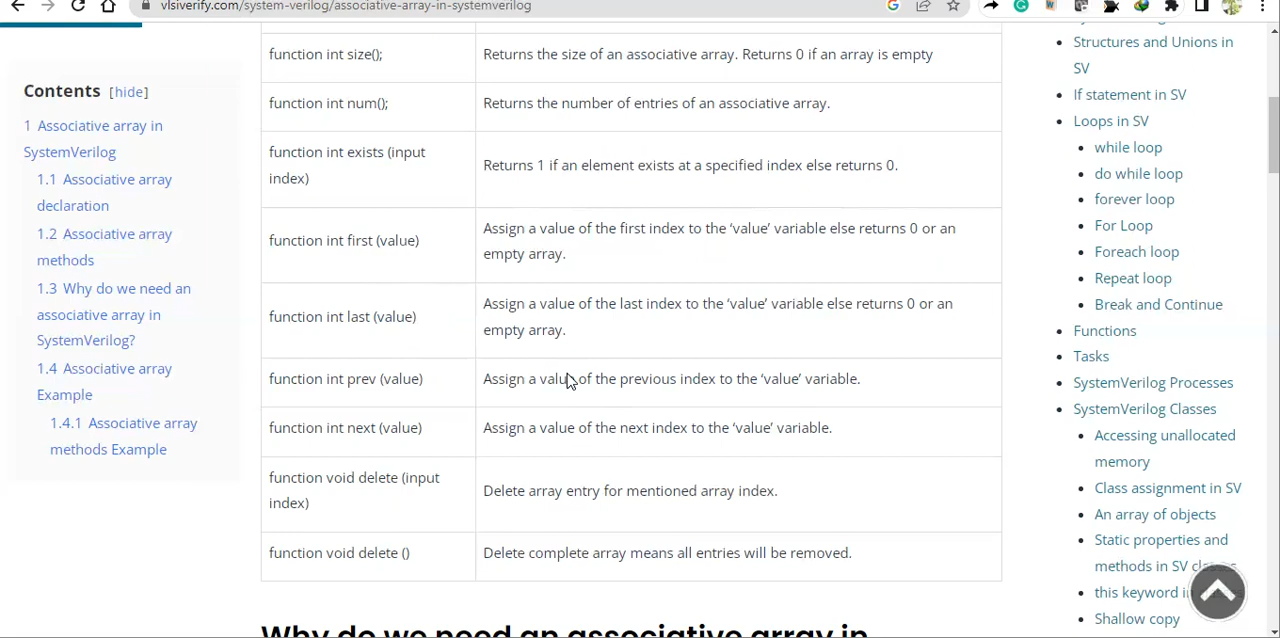 vlsiverify.com/system-verilog/associative-array-in-systemverilog
Contents [hide]
1 Associative array in
SystemVerilog
1.1 Associative array
declaration
1.2 Associative array
methods
1.3 Why do we need an
associative array in
SystemVerilog?
1.4 Associative array
Example
1.4.1 Associative array
methods Example
function int size(); Returns the size of an associative array. Returns 0 if an array is empty
function int num(); Returns the number of entries of an associative array.
function int exists (input
index)
Returns 1 if an element exists at a specified index else returns 0.
function int first (value)
Assign a value of the first index to the ‘value’ variable else returns 0 or an
empty array.
function int last (value)
Assign a value of the last index to the ‘value’ variable else returns 0 or an
empty array.
function int prev (value) Assign a value of the previous index to the ‘value’ variable.
function int next (value) Assign a value of the next index to the ‘value’ variable.
function void delete (input
index)
Delete array entry for mentioned array index.
function void delete () Delete complete array means all entries will be removed.
Why do we need an associative array in
Structures and Unions in
SV
If statement in SV
Loops in SV
while loop
do while loop
forever loop
For Loop
Foreach loop
Repeat loop
Break and Continue
Functions
Tasks
SystemVerilog Processes
SystemVerilog Classes
Accessing unallocated
memory
Class assignment in SV
An array of objects
Static properties and
methods in SV
this keyword
Shallow copy